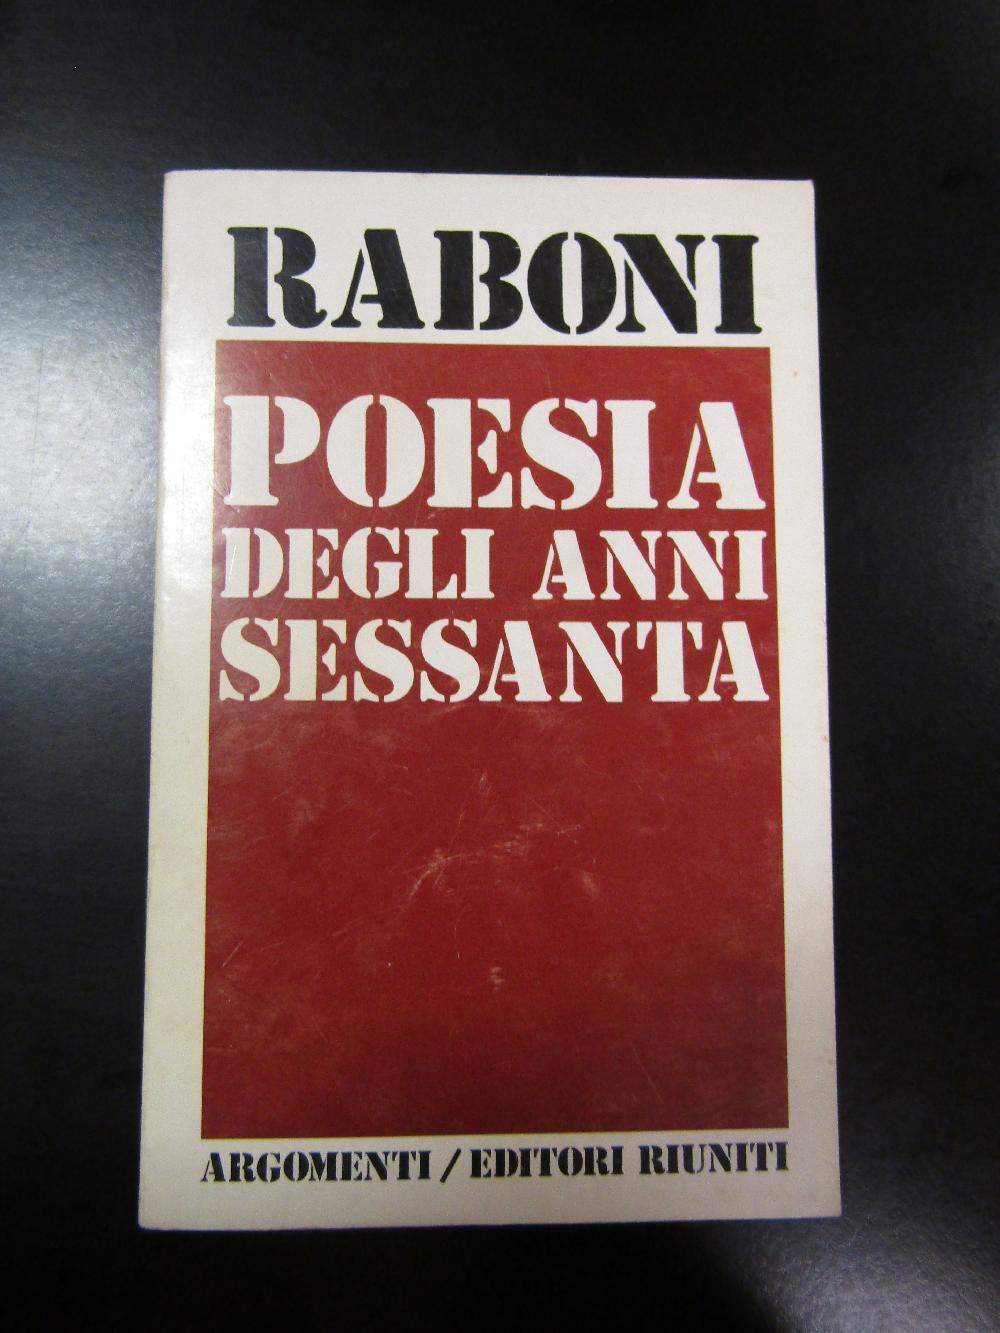 RABONI
POESIA
DEGLI ANNI
SESSANTA
ARGOMENTI / EDITORI RIUNITI